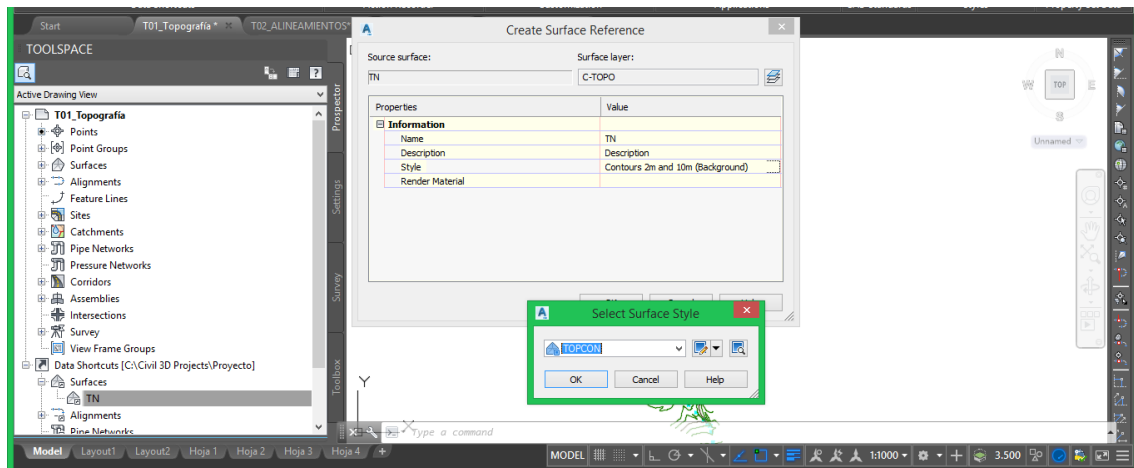 Start
T01_Topografía*
T02_ALINEAMIENTOS*
TOOLSPACE
Active Drawing View
T01_Topografía
Points
Point Groups
Surfaces
Alignments
Feature Lines
Sites
Catchments
Pipe Networks
Pressure Networks
Corridors
Assemblies
Intersections
Survey
View Frame Groups
Data Shortcuts [C:\Civil 3D Projects\Proyecto]
Surfaces
TN
Alignments
Pipe Networks
Prospector
Settings
Survey
Toolbox
Create Surface Reference
Source surface:
Surface layer:
TN
C-TOPO
Properties
Value
Information
Name
TN
Description
Description
Style
Contours 2m and 10m (Background)
Render Material
Select Surface Style
TOPCON
OK
Cancel
Help
N
W
TOP
E
S
Unnamed
Y
X
Type a command
Model
Layout1
Layout2
Hoja 1
Hoja 2
Hoja 3
Hoja 4
+
MODEL
1:1000
3.500